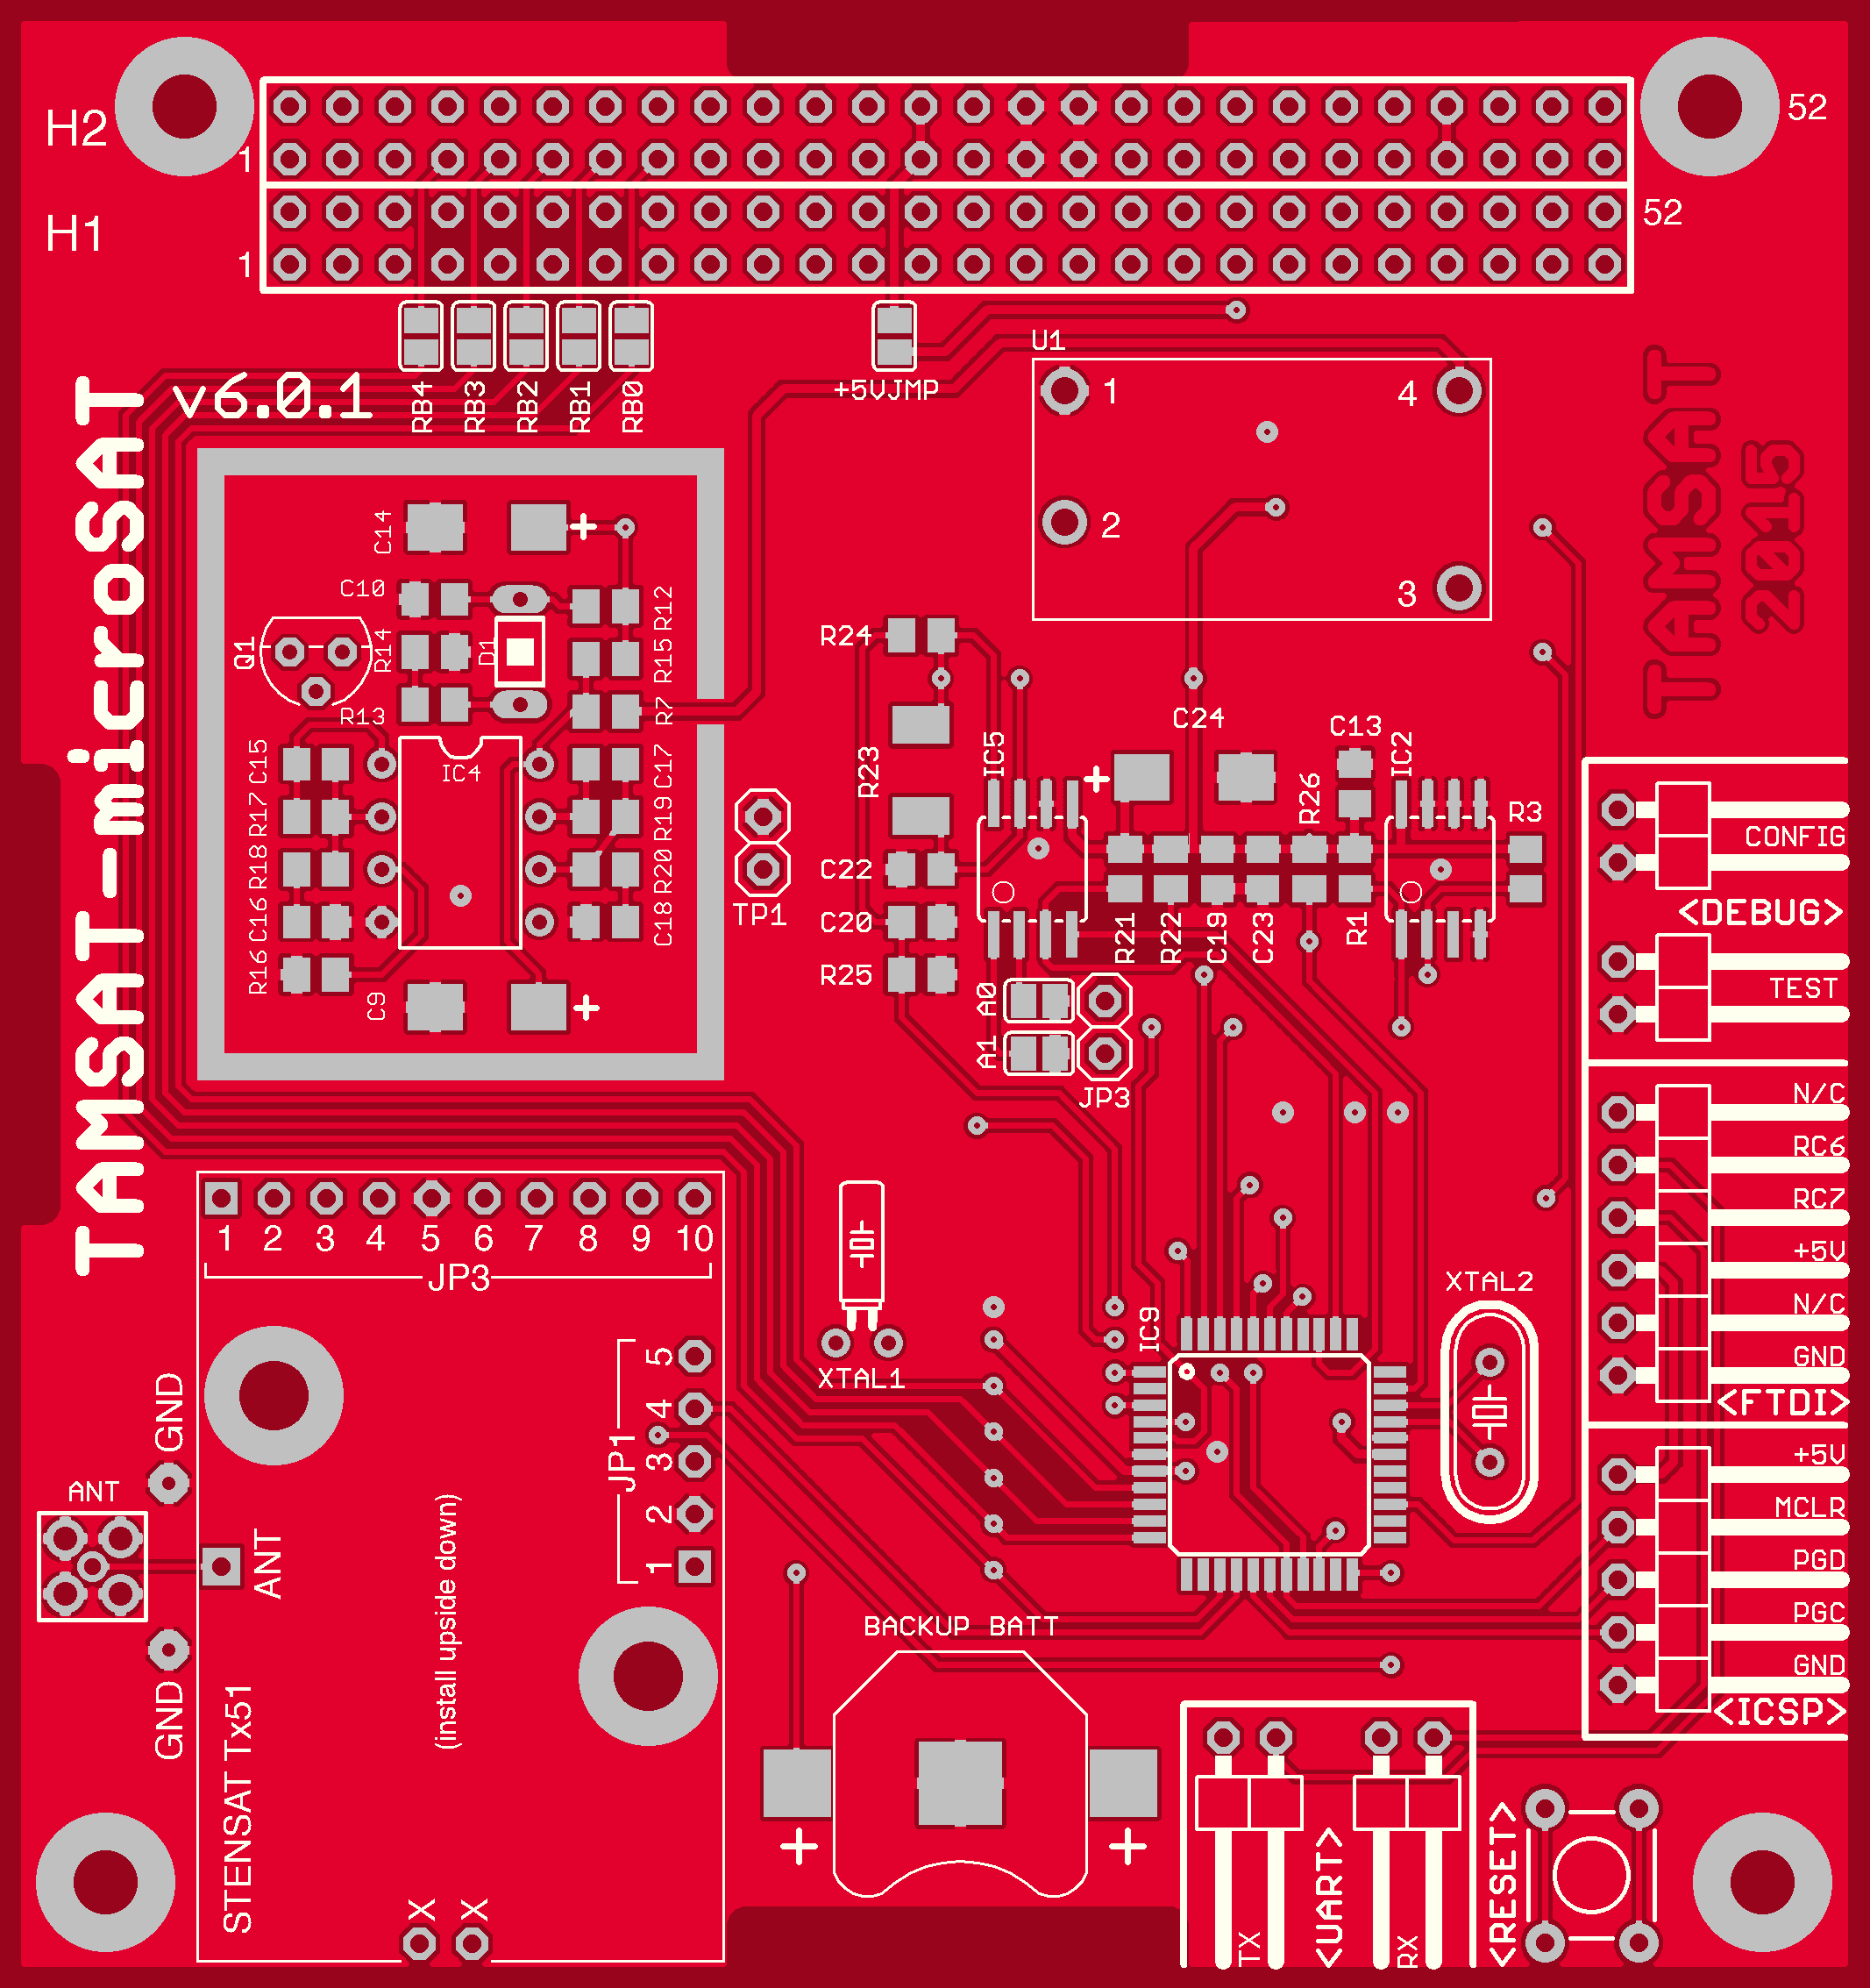 H2
1
52
H1
1
52
v6.0.1
RB4
RB3
RB2
RB1
RB0
+5VJMP
U1
1
4
2
3
TAMSAT
2015
TAMSAT-microSAT
C14
C10
Q1
R14
D1
R12
R15
R13
R7
C15
IC4
C17
R17
R19
R18
R20
C16
C18
R16
C9
+
+
TP1
R24
R23
IC5
C24
C13
IC2
+
R26
R3
C22
C20
R25
R21
R22
C19
C23
R1
A0
A1
JP3
CONFIG
<DEBUG>
TEST
N/C
RC6
RC7
+5V
N/C
GND
<FTDI>
+5V
MCLR
PGD
PGC
GND
<ICSP>
1 2 3 4 5 6 7 8 9 10
JP3
XTAL1
IC9
XTAL2
5
4
3
2
1
JP1
GND
ANT
ANT
GND
(install upside down)
STENSAT Tx51
X
X
BACKUP BATT
+
+
TX
<UART>
RX
<RESET>